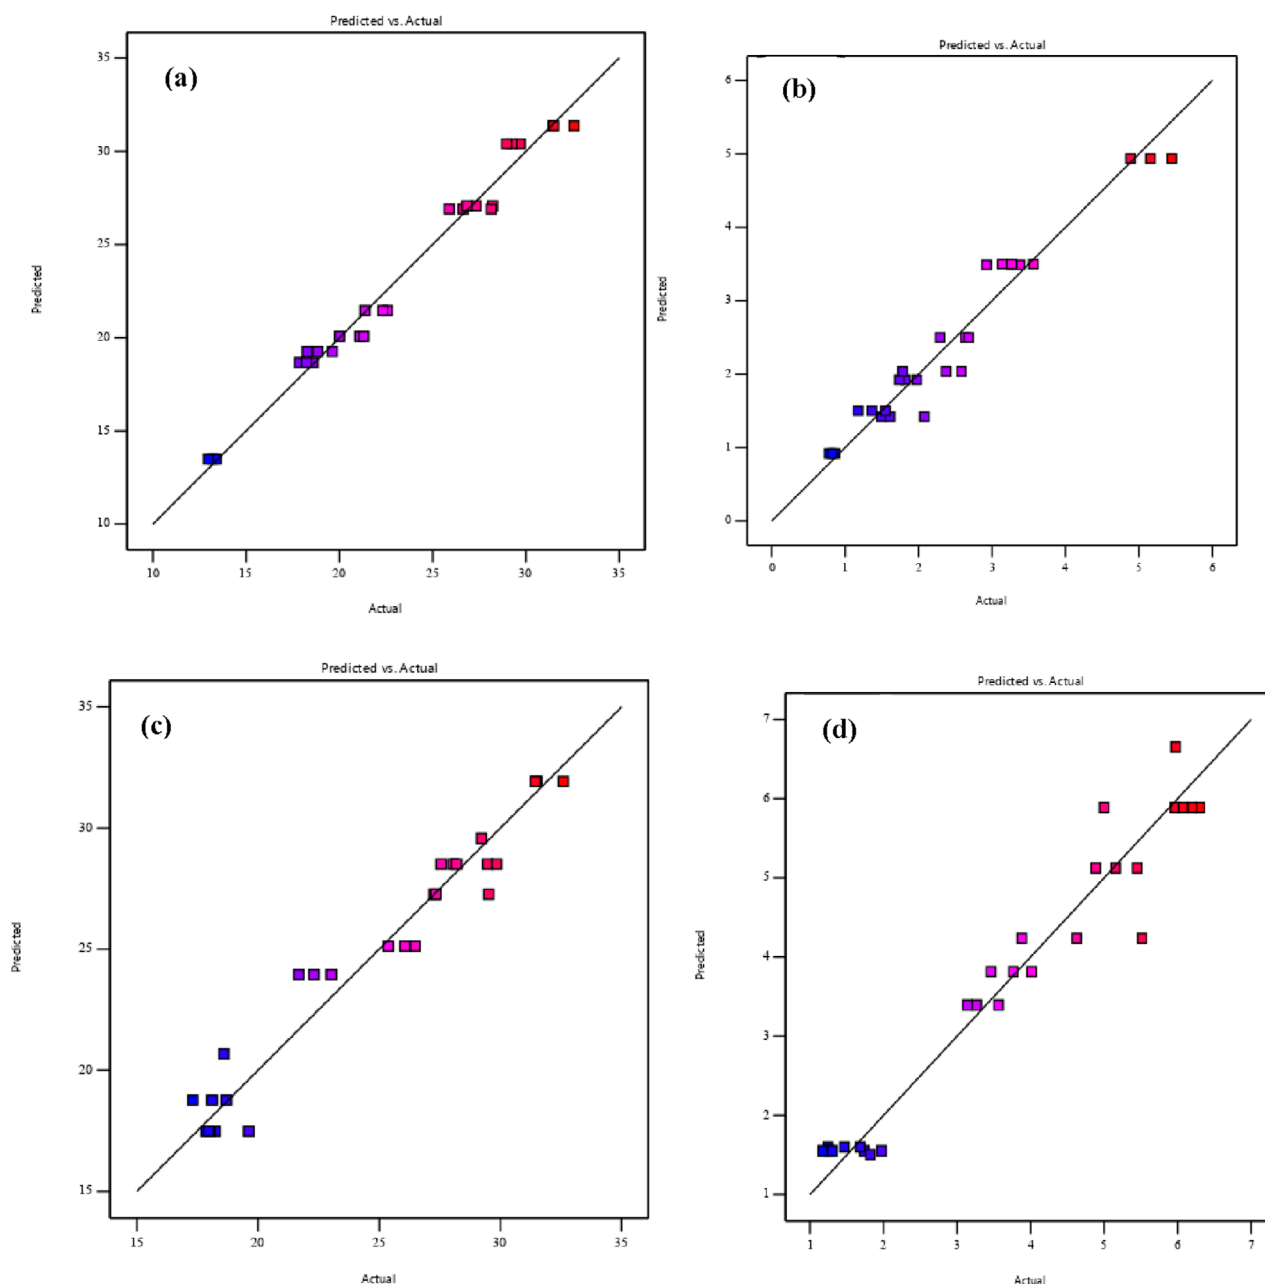 Predicted vs. Actual
(a)
35
30
25
20
15
10
Predicted
10 15 20 25 30 35
Actual
Predicted vs. Actual
(b)
6
5
4
3
2
1
0
Predicted
0 1 2 3 4 5 6
Actual
Predicted vs. Actual
(c)
35
30
25
20
15
Predicted
15 20 25 30 35
Actual
Predicted vs. Actual
(d)
7
6
5
4
3
2
1
Predicted
1 2 3 4 5 6 7
Actual